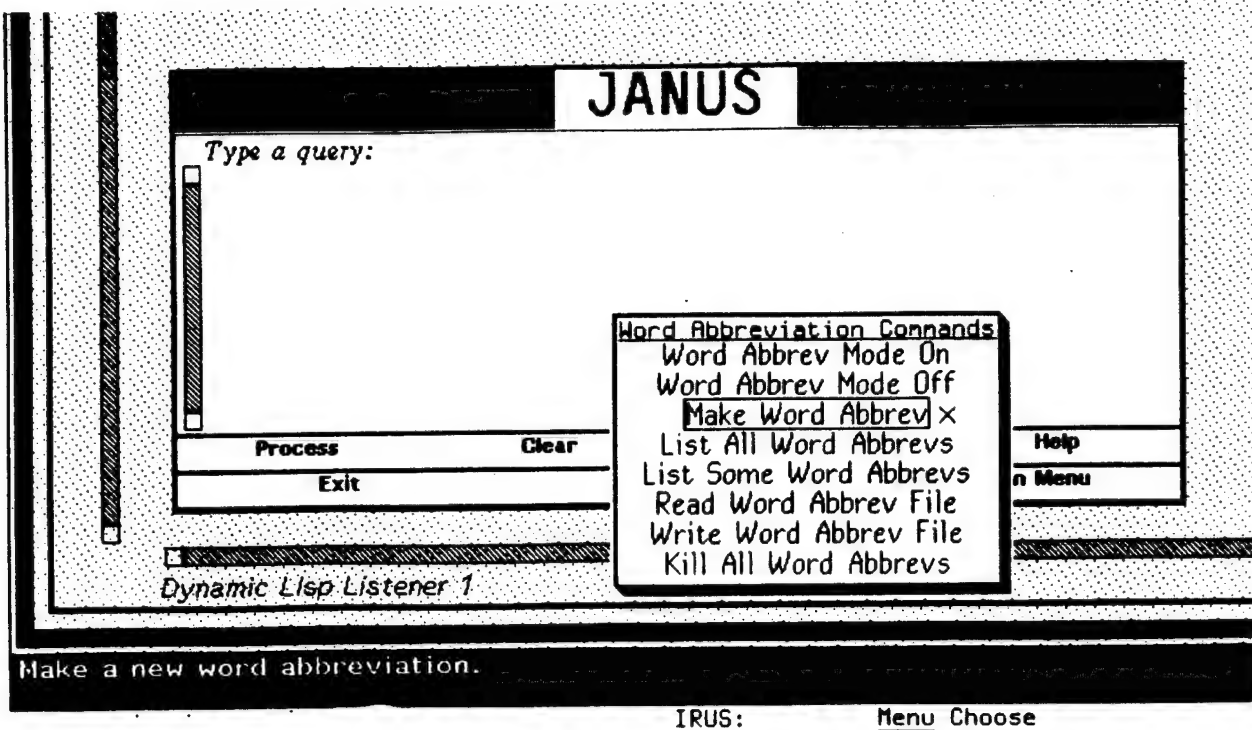 JANUS
Type a query:
Word Abbreviation Commands
Word Abbrev Mode On
Word Abbrev Mode Off
Make Word Abbrev ×
List All Word Abbrevs
List Some Word Abbrevs
Read Word Abbrev File
Write Word Abbrev File
Kill All Word Abbrevs
Process Clear Help
Exit n Menu
Dynamic Lisp Listener 1
Make a new word abbreviation.
IRUS: Menu Choose